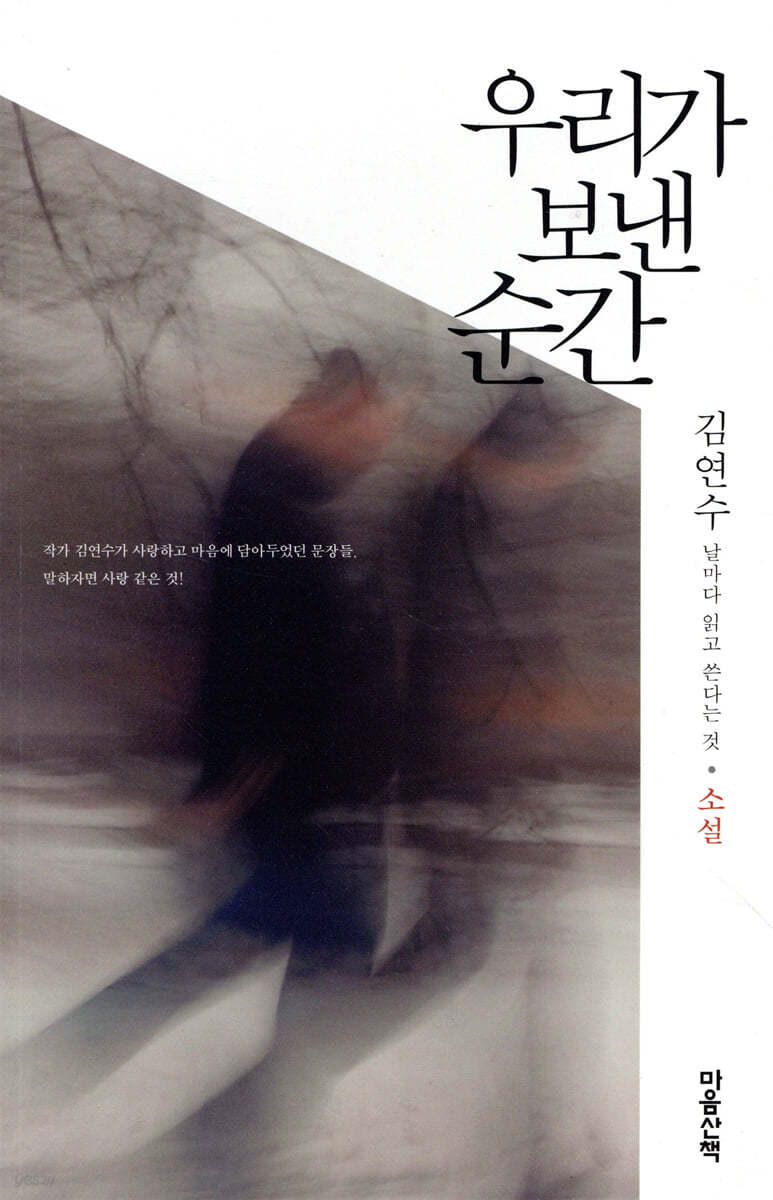 우리가
보낸
순간
김연수 날마다 읽고 쓴다는 것 • 소설
작가 김연수가 사랑하고 마음에 담아두었던 문장들,
말하자면 사랑 같은 것!
마음산책
yes24